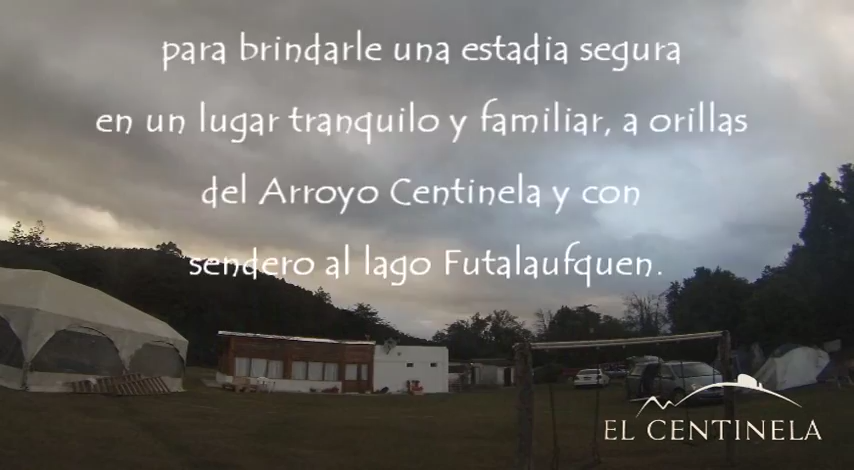 para brindarle una estadia segura
en un lugar tranquilo y familiar, a orillas
del Arroyo Centinela y con
sendero al lago Futalaufquen.
EL CENTINELA